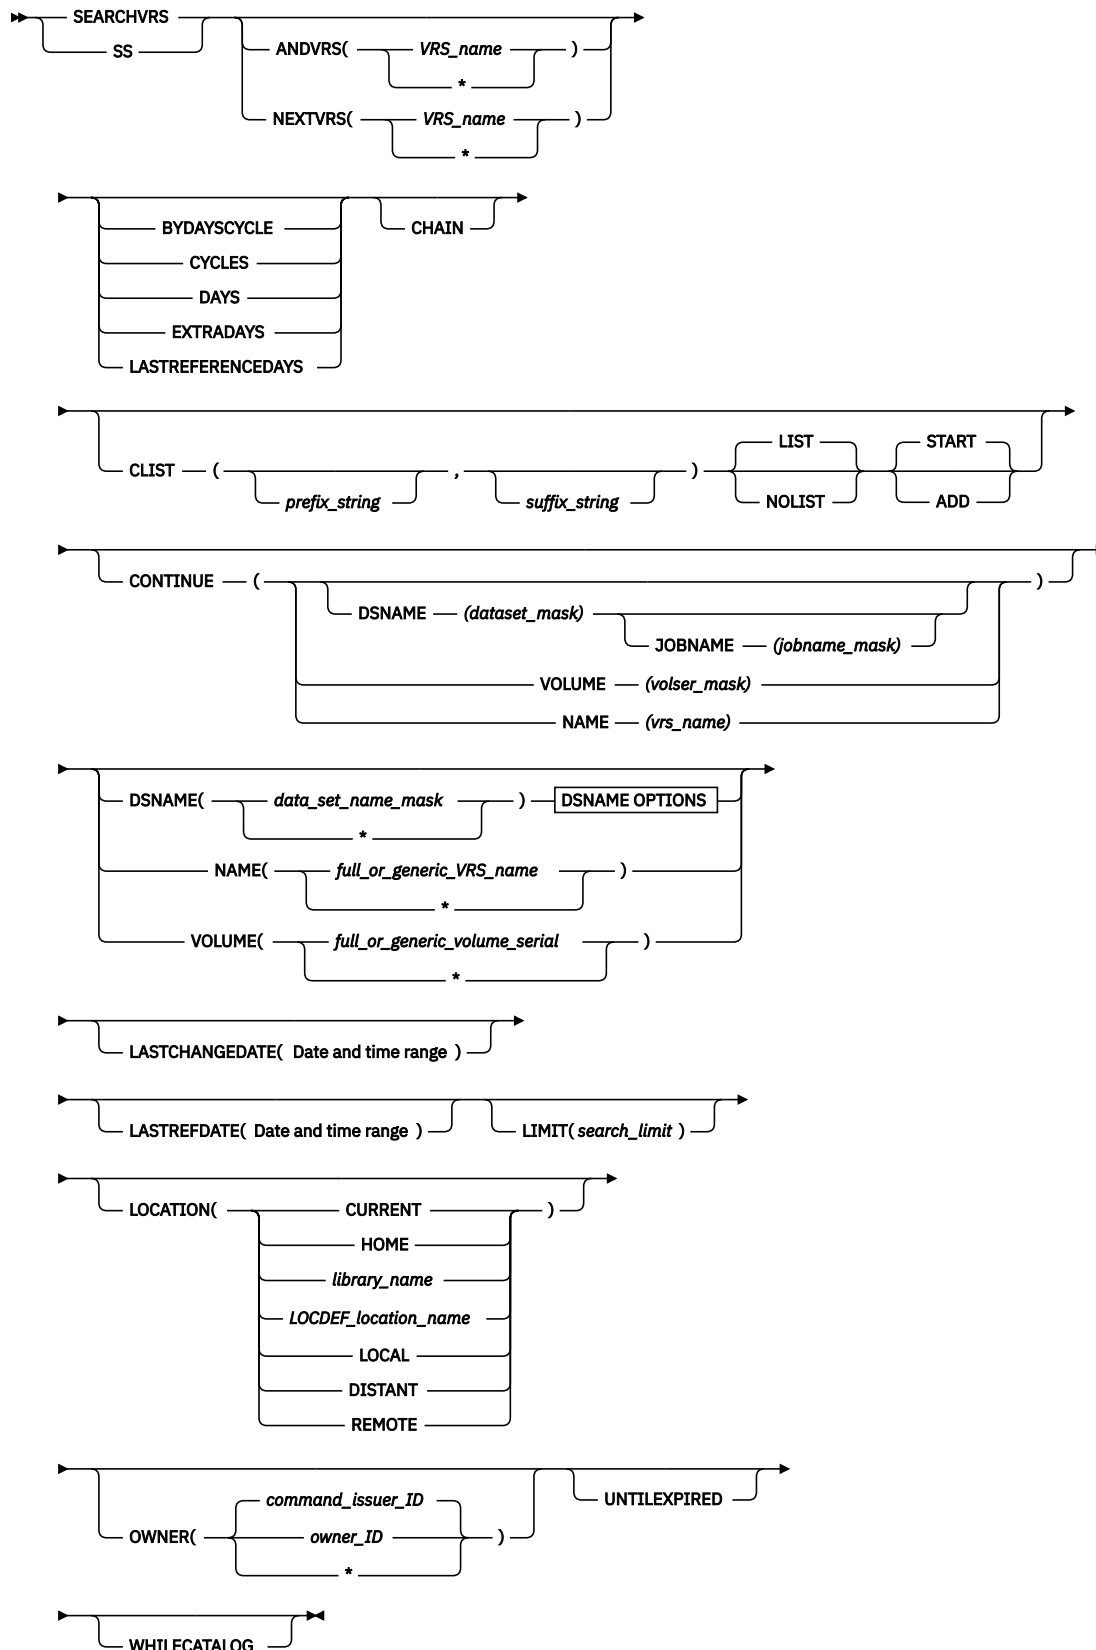 SEARCHVRS
SS
ANDVRS( VRS_name )
*
NEXTVRS( VRS_name )
*
BYDAYSCYCLE
CHAIN
CYCLES
DAYS
EXTRADAYS
LASTREFERENCEDAYS
LIST START
CLIST ( , )
prefix_string suffix_string NOLIST ADD
CONTINUE ( )
DSNAME (dataset_mask)
JOBNAME (jobname_mask)
VOLUME (volser_mask)
NAME (vrs_name)
DSNAME( data_set_name_mask ) DSNAME OPTIONS
*
NAME( full_or_generic_VRS_name )
*
VOLUME( full_or_generic_volume_serial )
*
LASTCHANGEDATE( Date and time range )
LASTREFDATE( Date and time range ) LIMIT( search_limit )
LOCATION( CURRENT )
HOME
library_name
LOCDEF_location_name
LOCAL
DISTANT
REMOTE
command_issuer_ID UNTILEXPIRED
OWNER( owner_ID )
*
WHILECATALOG